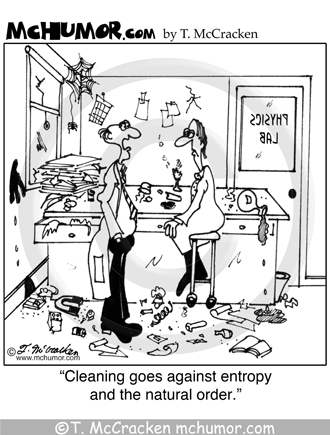 McHUMOR.com by T. McCracken
PHYSICS
LAB
© T. McCracken
www.mchumor.com
“Cleaning goes against entropy
and the natural order.”
©T. McCracken mchumor.com